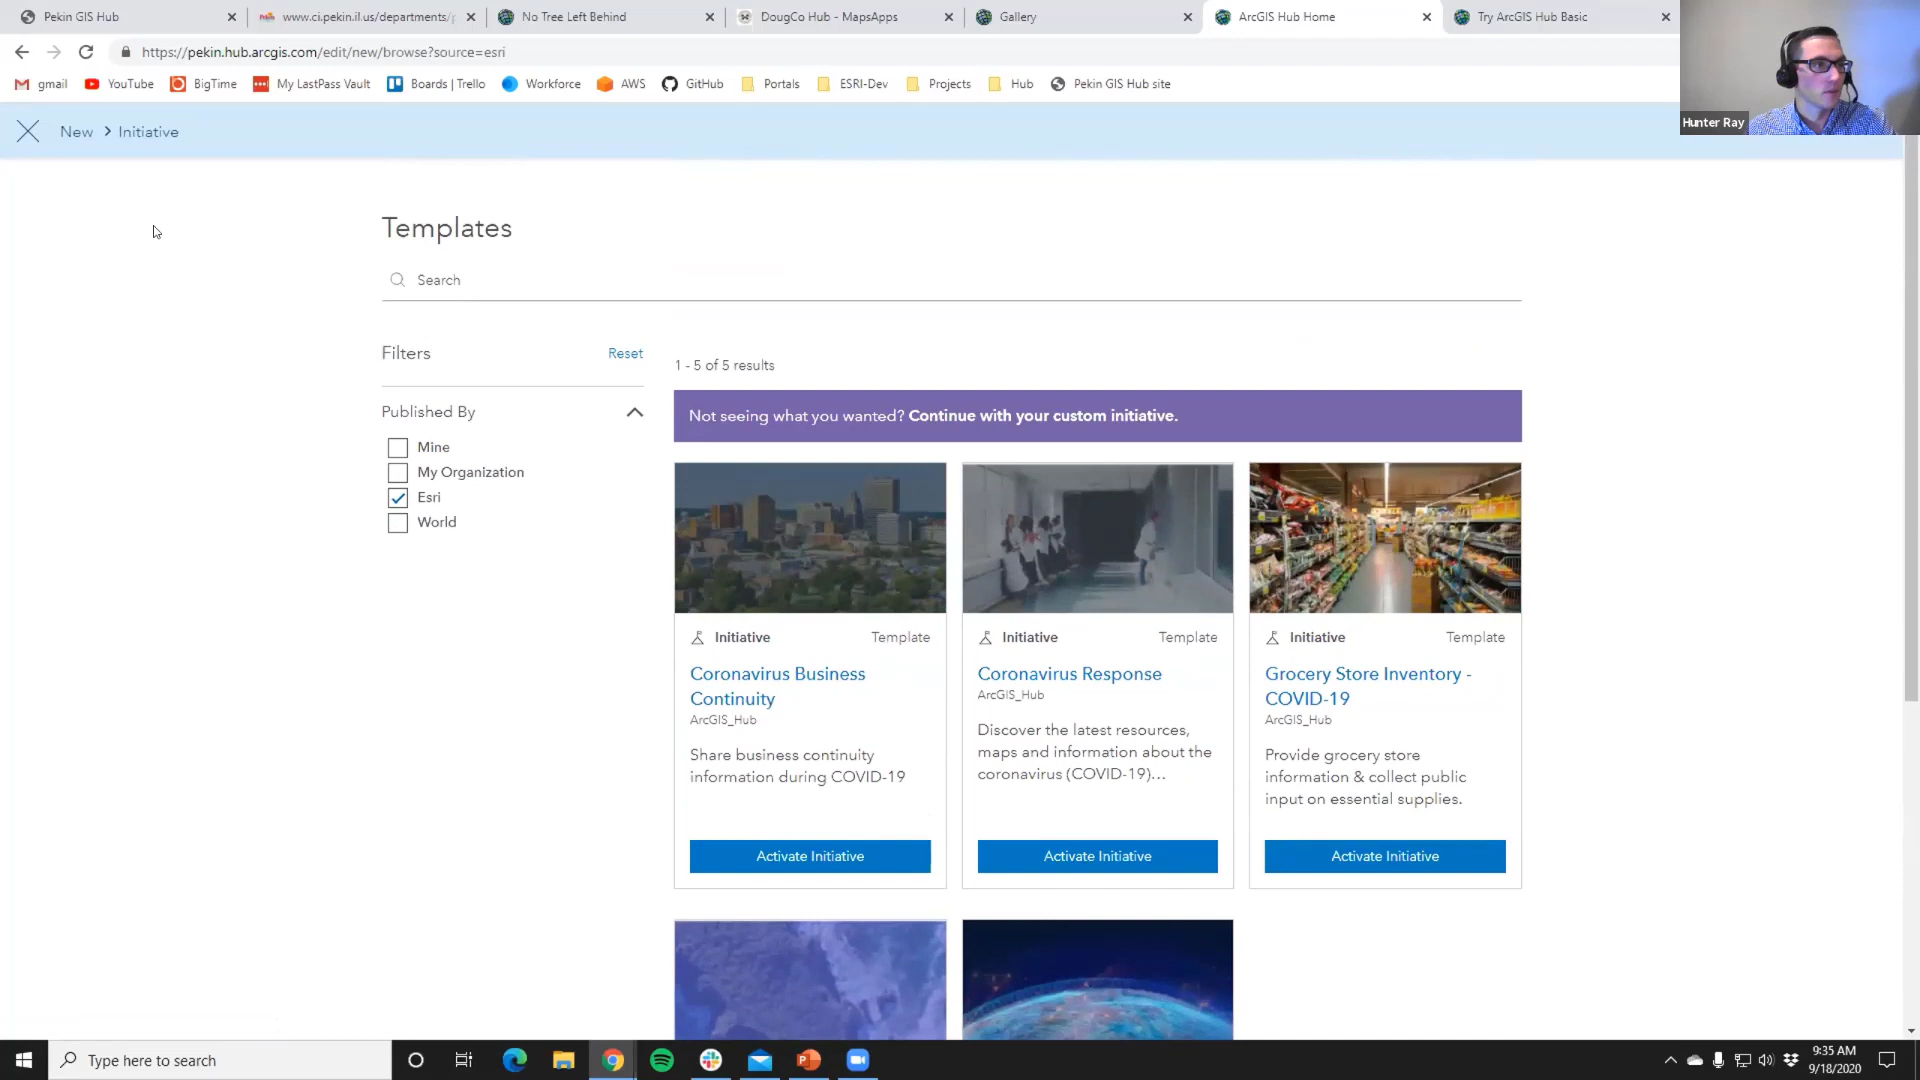 Pekin GIS Hub
www.ci.pekin.il.us/departments/
No Tree Left Behind
DougCo Hub - MapsApps
Gallery
ArcGIS Hub Home
Try ArcGIS Hub Basic
https://pekin.hub.arcgis.com/edit/new/browse?source=esri
gmail
YouTube
BigTime
My LastPass Vault
Boards | Trello
Workforce
AWS
GitHub
Portals
ESRI-Dev
Projects
Hub
Pekin GIS Hub site
Hunter Ray
New > Initiative
Templates
Search
Filters
Reset
1 - 5 of 5 results
Published By
Not seeing what you wanted? Continue with your custom initiative.
Mine
My Organization
Esri
World
Initiative Template
Coronavirus Business
Continuity
ArcGIS_Hub
Share business continuity
information during COVID-19
Activate Initiative
Initiative Template
Coronavirus Response
ArcGIS_Hub
Discover the latest resources,
maps and information about the
coronavirus (COVID-19)...
Activate Initiative
Initiative Template
Grocery Store Inventory -
COVID-19
ArcGIS_Hub
Provide grocery store
information & collect public
input on essential supplies.
Activate Initiative
Type here to search
9:35 AM
9/18/2020